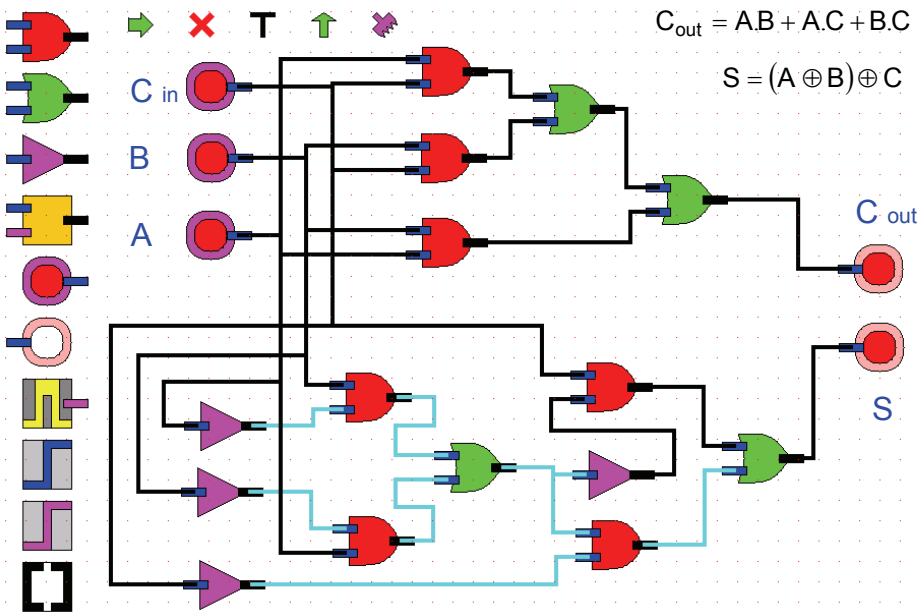 C_out = A.B + A.C + B.C
S = (A ⊕ B) ⊕ C
T
C in
B
A
C out
S